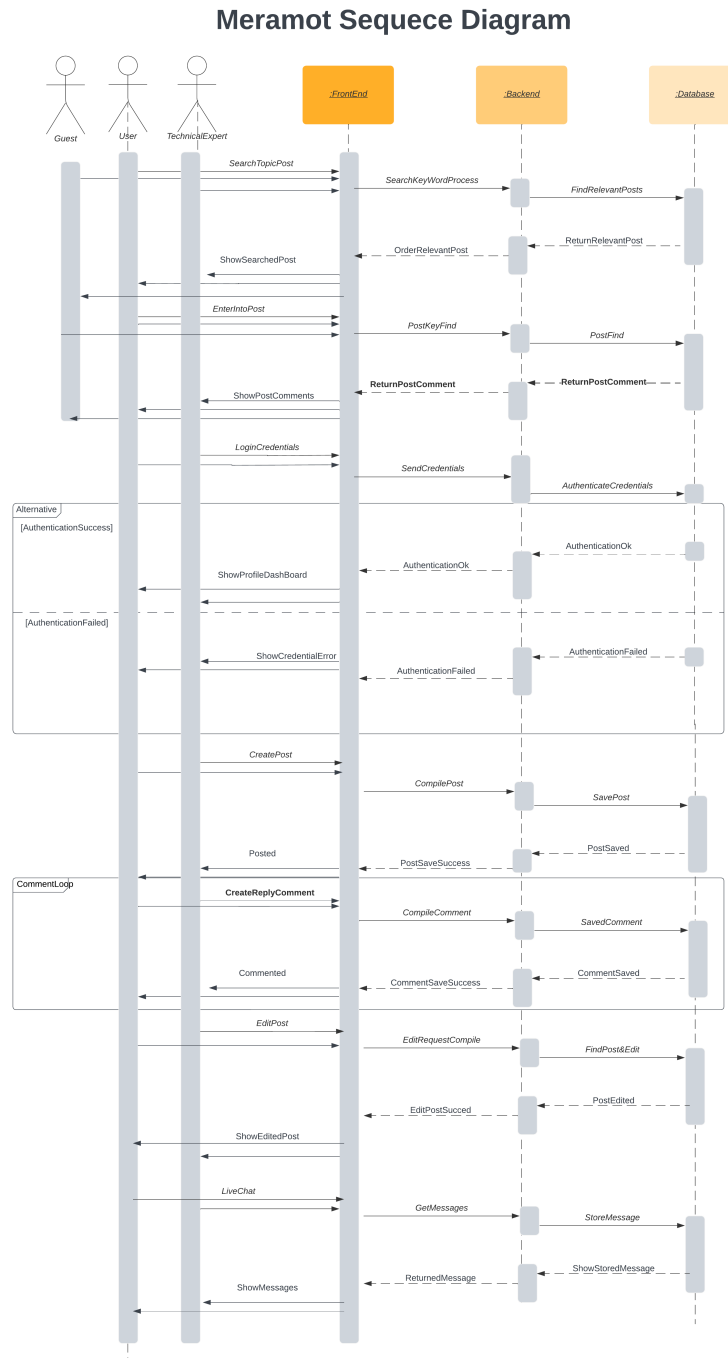 Meramot Sequece Diagram
:FrontEnd
:Backend
:Database
Guest
User
TechnicalExpert
SearchTopicPost
SearchKeyWordProcess
FindRelevantPosts
ReturnRelevantPost
OrderRelevantPost
ShowSearchedPost
EnterIntoPost
PostKeyFind
PostFind
ReturnPostComment
ReturnPostComment
ShowPostComments
LoginCredentials
SendCredentials
AuthenticateCredentials
Alternative
[AuthenticationSuccess]
AuthenticationOk
AuthenticationOk
ShowProfileDashBoard
[AuthenticationFailed]
AuthenticationFailed
ShowCredentialError
AuthenticationFailed
CreatePost
CompilePost
SavePost
PostSaved
Posted
PostSaveSuccess
CommentLoop
CreateReplyComment
CompileComment
SavedComment
CommentSaved
Commented
CommentSaveSuccess
EditPost
EditRequestCompile
FindPost&Edit
PostEdited
EditPostSucced
ShowEditedPost
LiveChat
GetMessages
StoreMessage
ShowStoredMessage
ReturnedMessage
ShowMessages